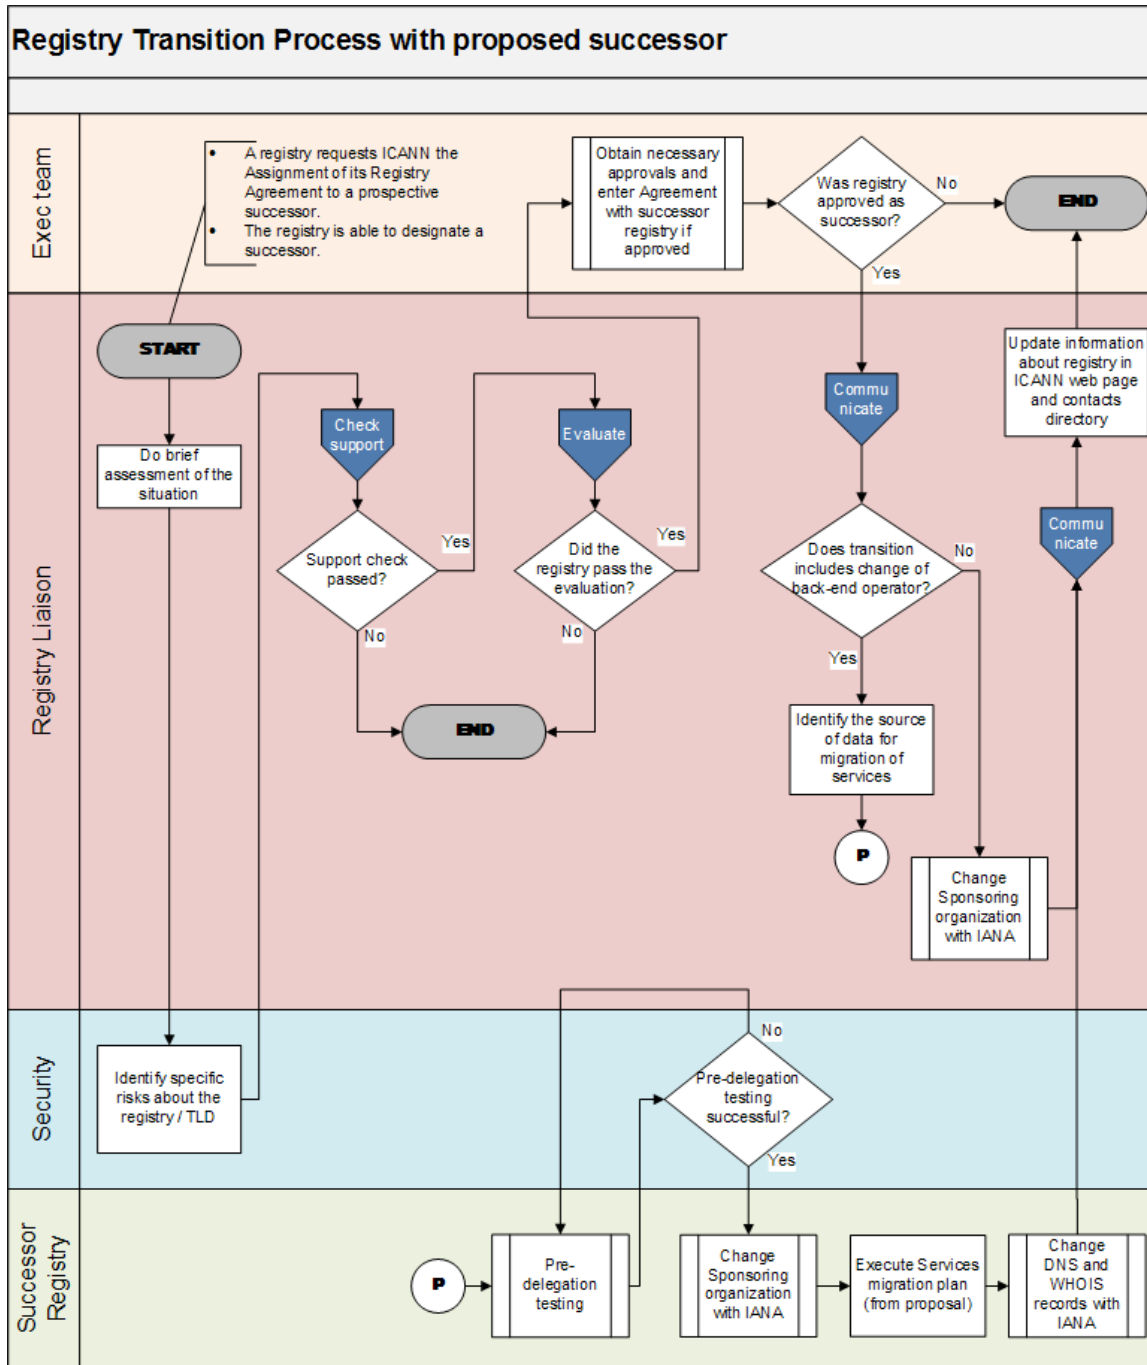 Registry Transition Process with proposed successor
Exec team
• A registry requests ICANN the
Assignment of its Registry
Agreement to a prospective
successor.
• The registry is able to designate a
successor.
Obtain necessary
approvals and
enter Agreement
with successor
registry if
approved
Was registry
approved as
successor?
No
Yes
END
Registry Liaison
START
Do brief
assessment of the
situation
Check
support
Support check
passed?
Yes
No
Evaluate
Did the
registry pass the
evaluation?
Yes
No
END
Commu
nicate
Does transition
includes change of
back-end operator?
No
Yes
Identify the source
of data for
migration of
services
P
Change
Sponsoring
organization
with IANA
Update information
about registry in
ICANN web page
and contacts
directory
Commu
nicate
Security
Identify specific
risks about the
registry / TLD
No
Pre-delegation
testing
successful?
Yes
Successor
Registry
P
Pre-
delegation
testing
Change
Sponsoring
organization
with IANA
Execute Services
migration plan
(from proposal)
Change
DNS and
WHOIS
records with
IANA